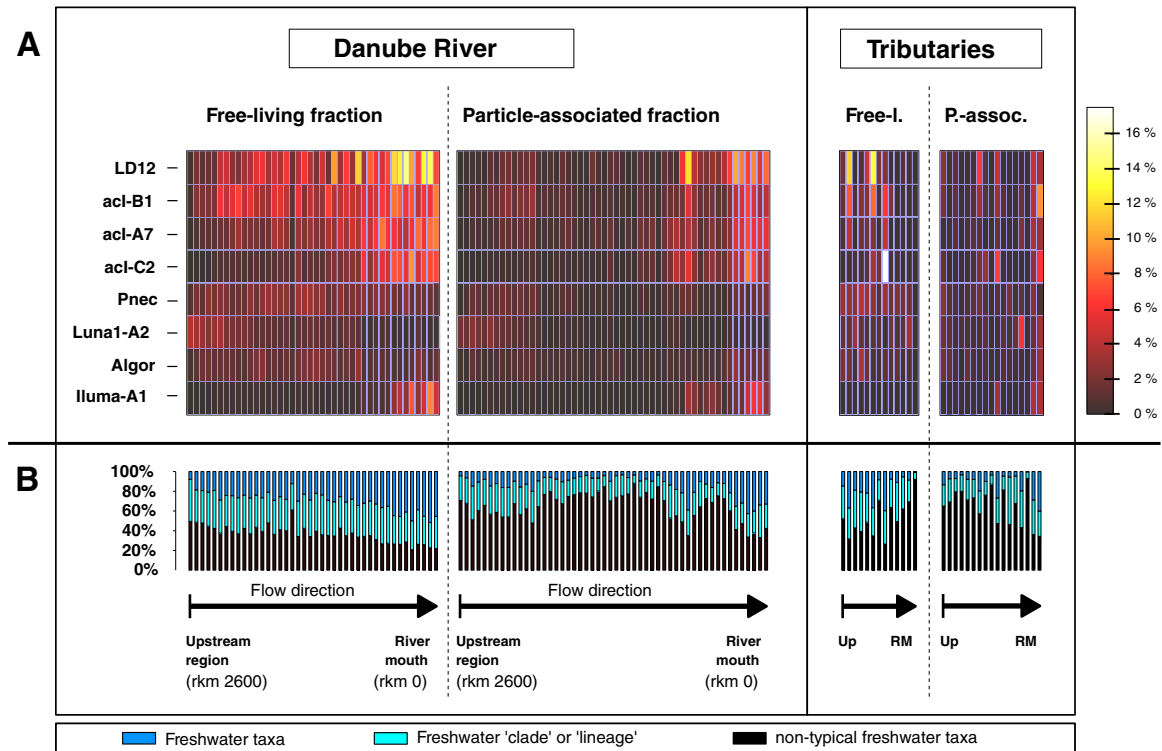 A
Danube River
Tributaries
Free-living fraction
Particle-associated fraction
Free-l.
P.-assoc.
LD12
acI-B1
acI-A7
acI-C2
Pnec
Luna1-A2
Algor
Iluma-A1
16 %
14 %
12 %
10 %
8 %
6 %
4 %
2 %
0 %
B
100%
80%
60%
40%
20%
0%
Flow direction
Flow direction
Upstream region (rkm 2600)
River mouth (rkm 0)
Upstream region (rkm 2600)
River mouth (rkm 0)
Up
RM
Up
RM
Freshwater taxa
Freshwater 'clade' or 'lineage'
non-typical freshwater taxa